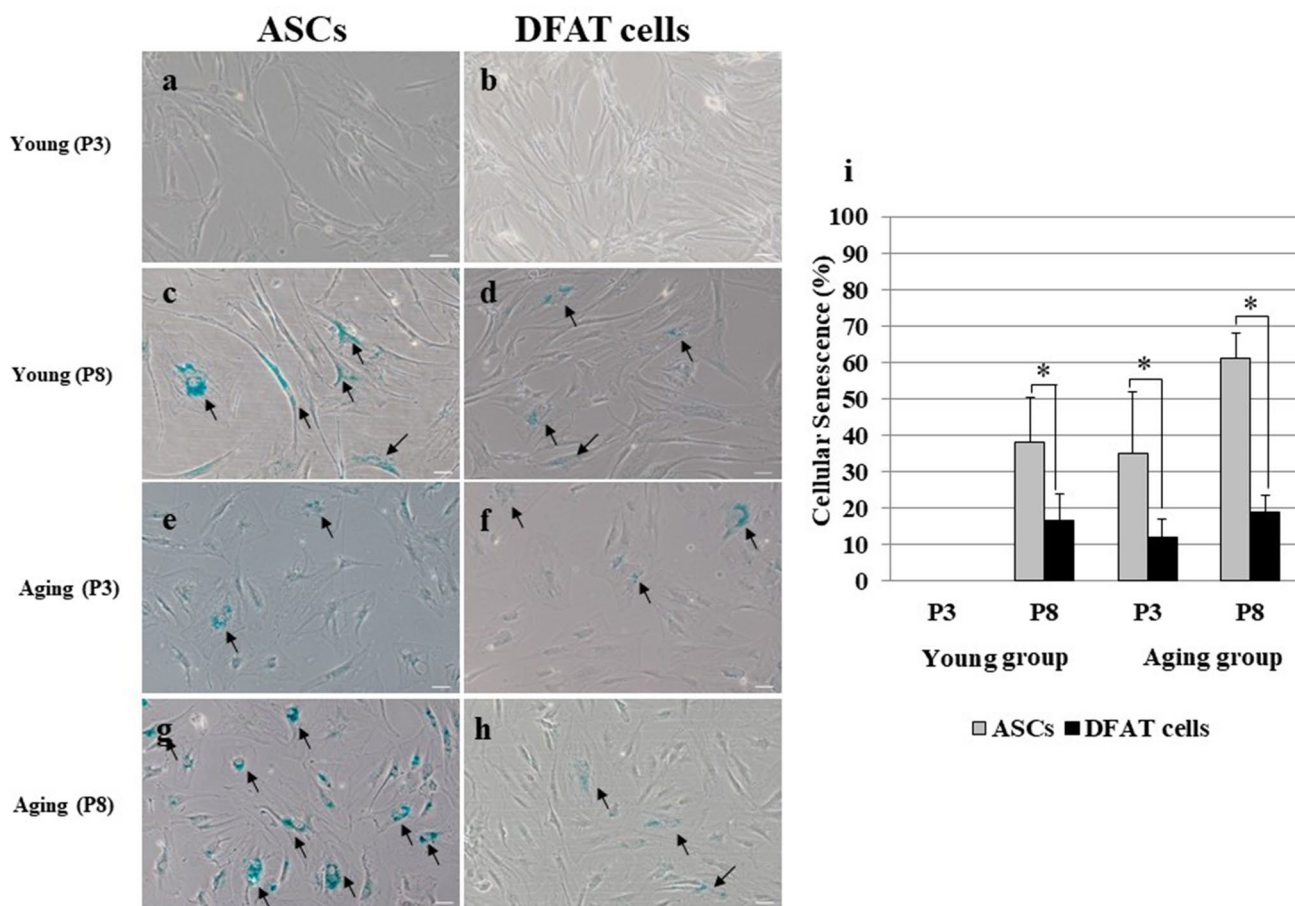 ASCs DFAT cells
a b
Young (P3)
c d
Young (P8)
e f
Aging (P3)
g h
Aging (P8)
i
100
90
80
70
60
50
40
30
20
10
0
Cellular Senescence (%)
* * *
P3 P8 P3 P8
Young group Aging group
ASCs DFAT cells